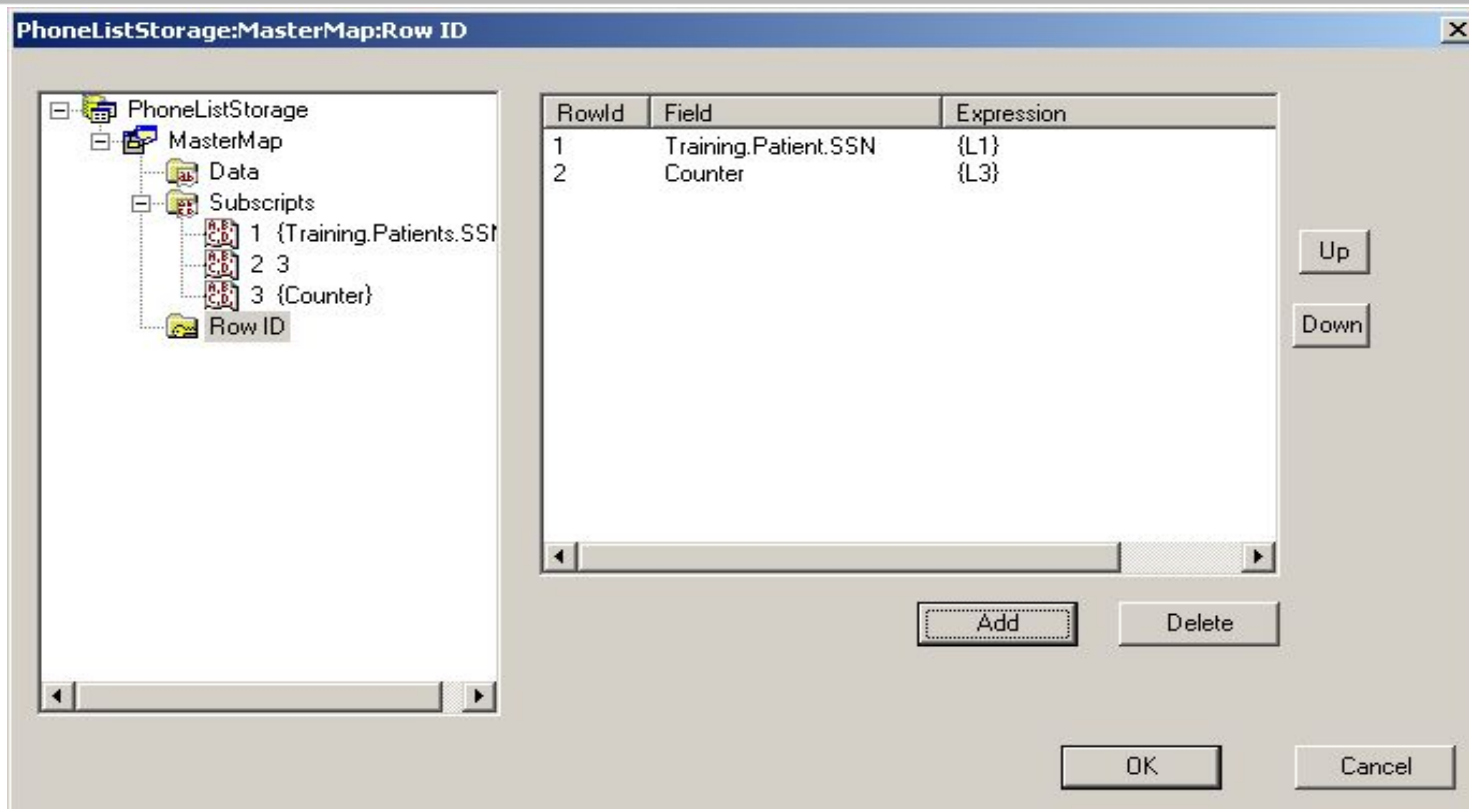 PhoneListStorage:MasterMap:Row ID
PhoneListStorage
MasterMap
Data
Subscripts
1 {Training.Patients.SSN
2 3
3 {Counter}
Row ID
RowId Field Expression
1 Training.Patient.SSN {L1}
2 Counter {L3}
Up
Down
Add Delete
OK Cancel